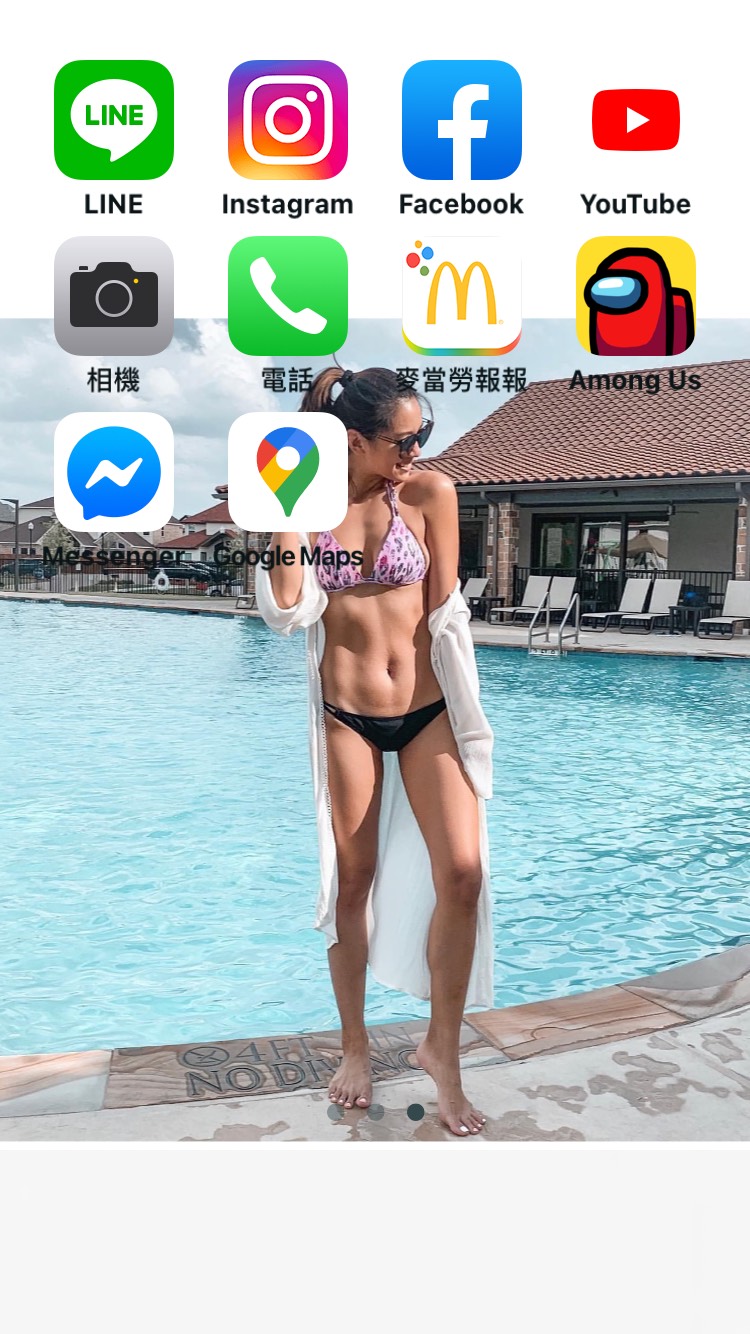 LINE
LINE
Instagram
Facebook
YouTube
相機
電話
麥當勞報報
Among Us
Messenger
Google Maps
4FT IN
NO DIVING